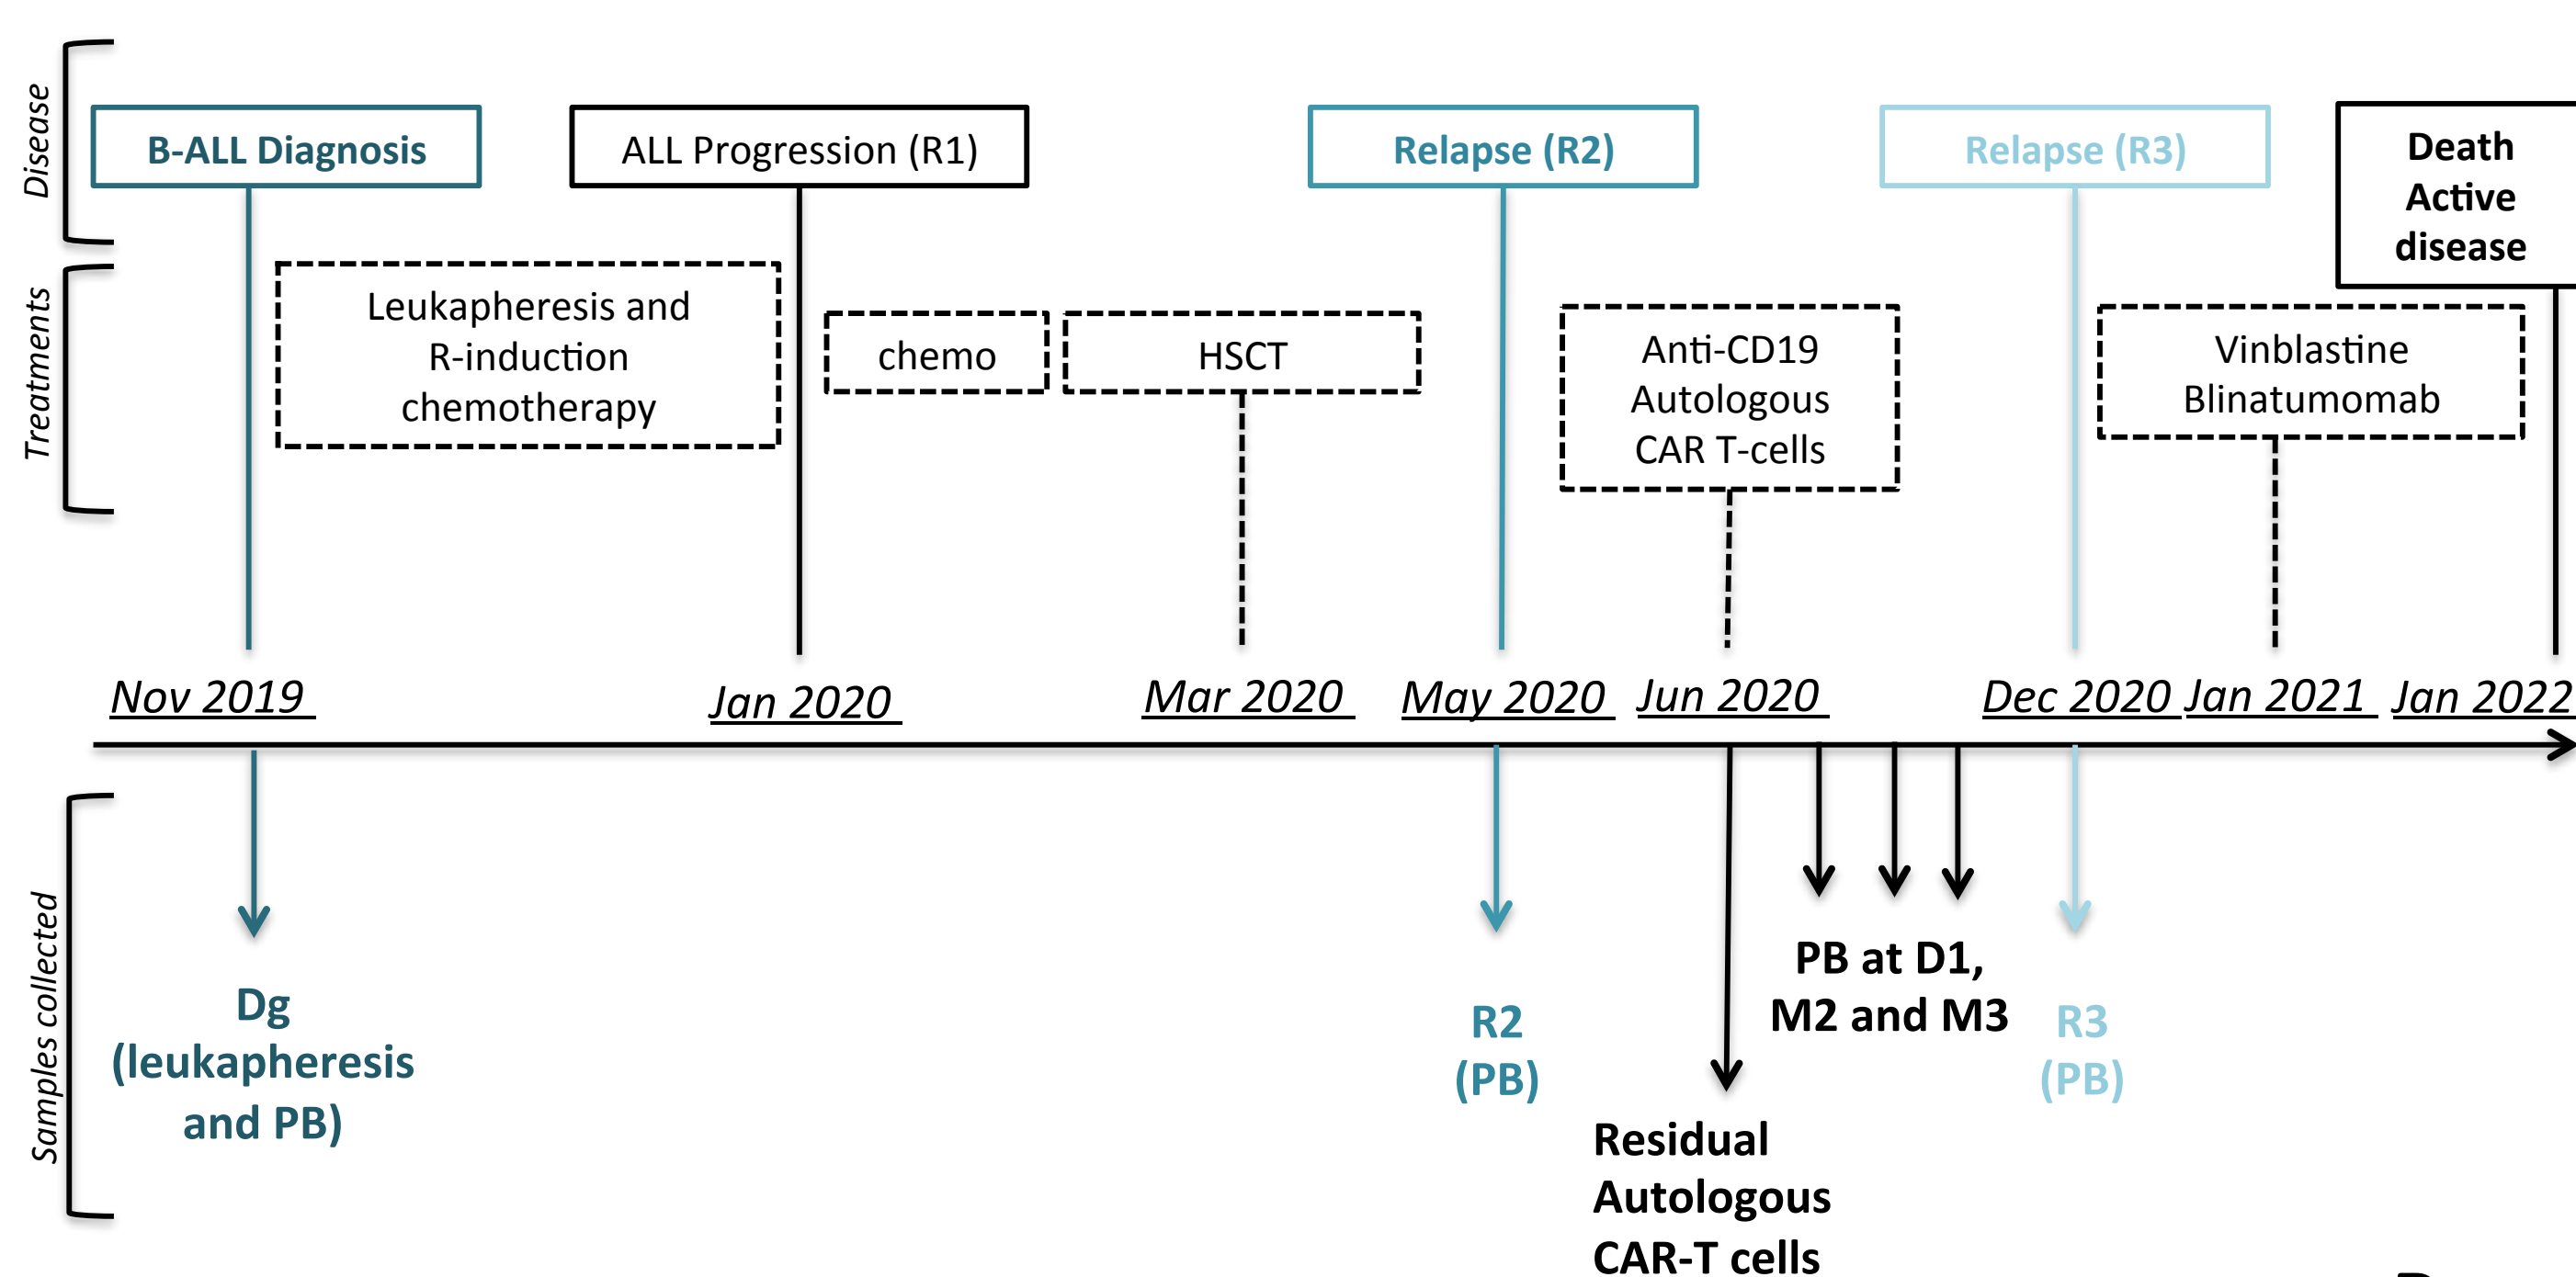 Disease
B-ALL Diagnosis
ALL Progression (R1)
Relapse (R2)
Relapse (R3)
Death
Active
disease
Treatments
Leukapheresis and
R-induction
chemotherapy
chemo
HSCT
Anti-CD19
Autologous
CAR T-cells
Vinblastine
Blinatumomab
Nov 2019
Jan 2020
Mar 2020
May 2020
Jun 2020
Dec 2020
Jan 2021
Jan 2022
Samples collected
Dg
(leukapheresis
and PB)
R2
(PB)
Residual
Autologous
CAR-T cells
PB at D1,
M2 and M3
R3
(PB)